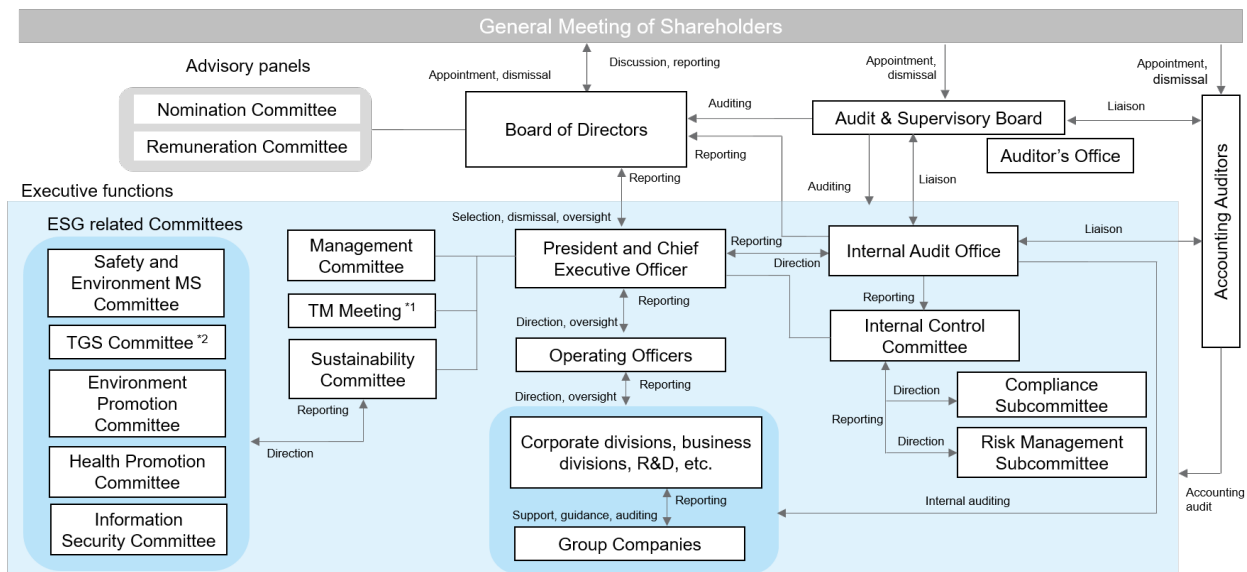 General Meeting of Shareholders
Advisory panels
Nomination Committee
Remuneration Committee
Appointment, dismissal
Discussion, reporting
Appointment,
dismissal
Appointment,
dismissal
Board of Directors
Auditing
Reporting
Audit & Supervisory Board
Auditor's Office
Liaison
Accounting Auditors
Reporting
Auditing
Liaison
Executive functions
ESG related Committees
Safety and
Environment MS
Committee
TGS Committee *2
Environment
Promotion
Committee
Health Promotion
Committee
Information
Security Committee
Selection, dismissal, oversight
Management
Committee
TM Meeting *1
Sustainability
Committee
Reporting
Direction
President and Chief
Executive Officer
Reporting
Direction
Internal Audit Office
Liaison
Reporting
Direction, oversight
Operating Officers
Reporting
Direction, oversight
Corporate divisions, business
divisions, R&D, etc.
Reporting
Support, guidance, auditing
Group Companies
Reporting
Internal Control
Committee
Direction
Reporting
Direction
Compliance
Subcommittee
Risk Management
Subcommittee
Internal auditing
Accounting
audit